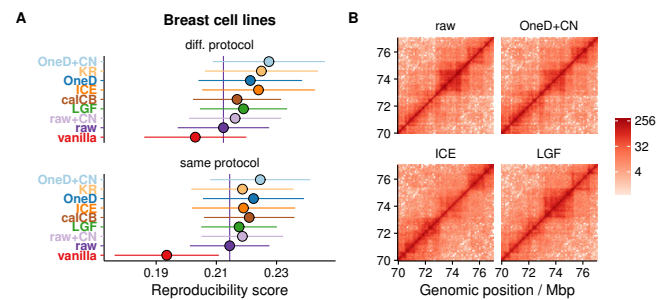 A
Breast cell lines
diff. protocol
OneD+CN
KR
OneD
ICE
calCB
LGF
raw+CN
raw
vanilla
same protocol
OneD+CN
KR
OneD
ICE
calCB
LGF
raw+CN
raw
vanilla
0.19 0.21 0.23
Reproducibility score
B
raw OneD+CN
76
74
72
70
ICE LGF
76
74
72
70
70 72 74 76 70 72 74 76
Genomic position / Mbp
256
32
4